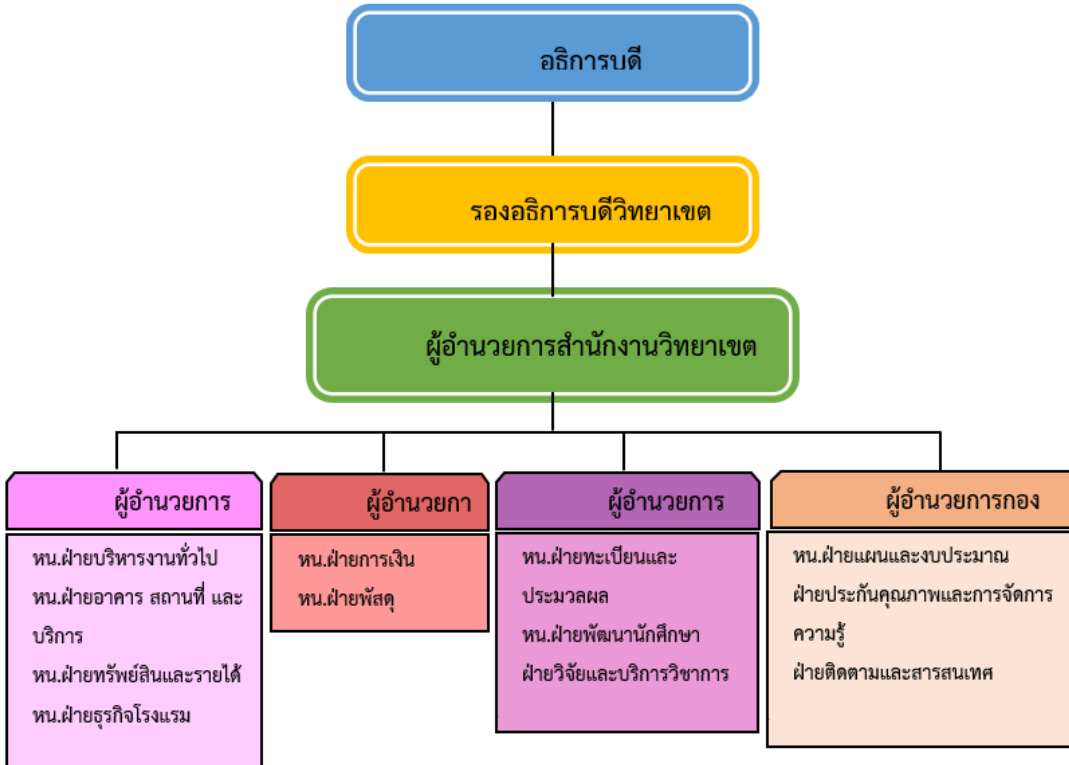 อธิการบดี
รองอธิการบดีวิทยาเขต
ผู้อำนวยการสำนักงานวิทยาเขต
ผู้อำนวยการ
หน.ฝ่ายบริหารงานทั่วไป
หน.ฝ่ายอาคาร สถานที่ และ
บริการ
หน.ฝ่ายทรัพย์สินและรายได้
หน.ฝ่ายธุรกิจโรงแรม
ผู้อำนวยกา
หน.ฝ่ายการเงิน
หน.ฝ่ายพัสดุ
ผู้อำนวยการ
หน.ฝ่ายทะเบียนและ
ประมวลผล
หน.ฝ่ายพัฒนานักศึกษา
ฝ่ายวิจัยและบริการวิชาการ
ผู้อำนวยการกอง
หน.ฝ่ายแผนและงบประมาณ
ฝ่ายประกันคุณภาพและการจัดการ
ความรู้
ฝ่ายติดตามและสารสนเทศ